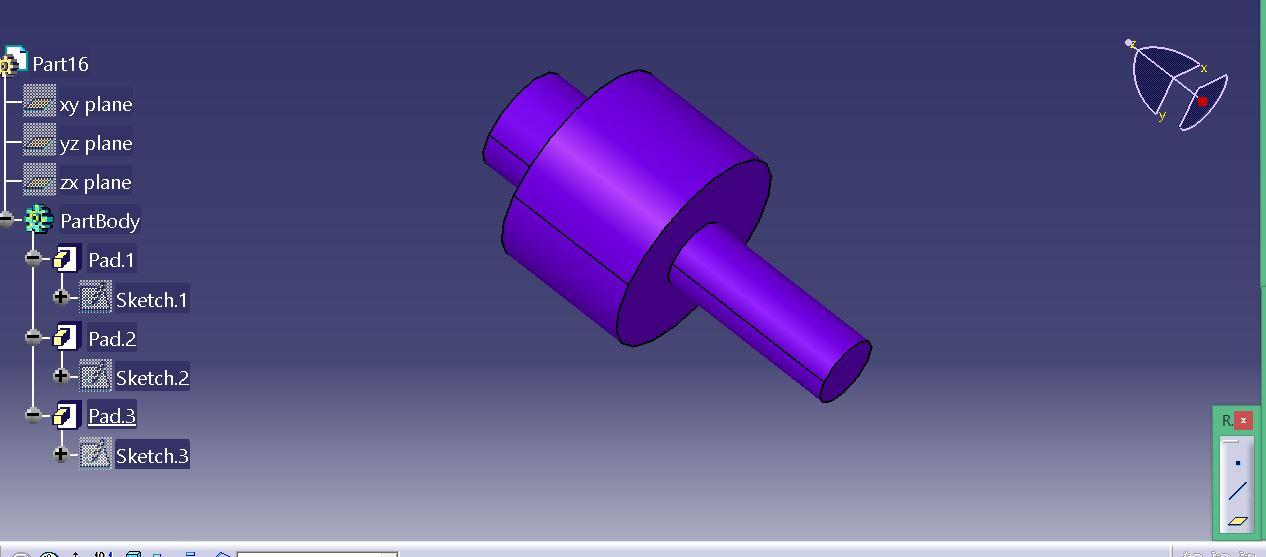 Part16
xy plane
yz plane
zx plane
PartBody
Pad.1
Sketch.1
Pad.2
Sketch.2
Pad.3
Sketch.3
z
x
y
R.
x